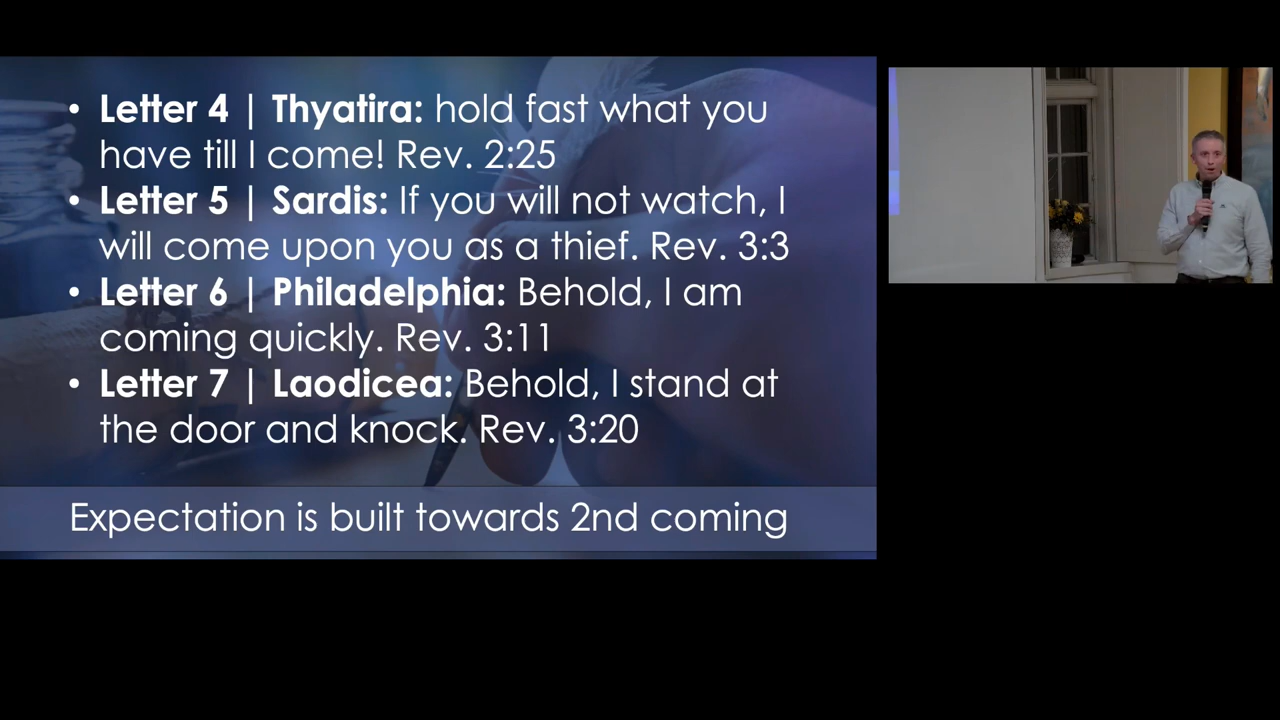 • Letter 4 | Thyatira: hold fast what you
have till I come! Rev. 2:25
• Letter 5 | Sardis: If you will not watch, I
will come upon you as a thief. Rev. 3:3
• Letter 6 | Philadelphia: Behold, I am
coming quickly. Rev. 3:11
• Letter 7 | Laodicea: Behold, I stand at
the door and knock. Rev. 3:20
Expectation is built towards 2nd coming